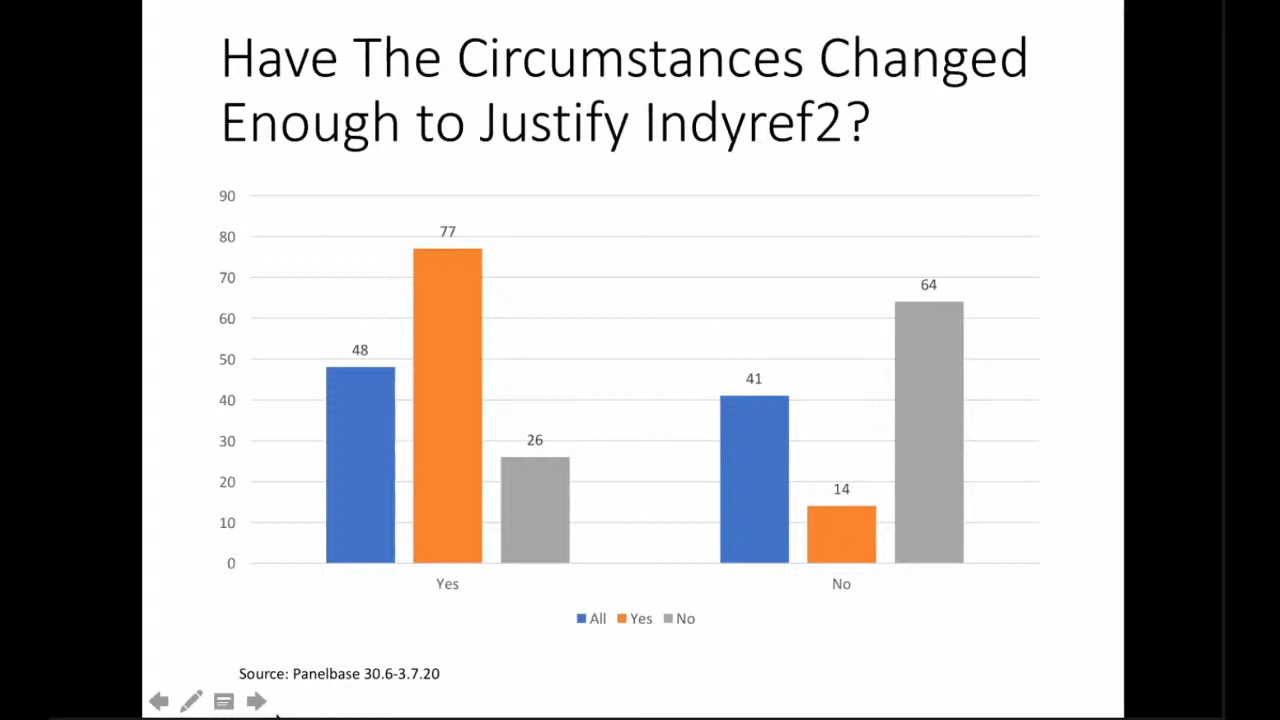 Have The Circumstances Changed
Enough to Justify Indyref2?
90
80
70
60
50
40
30
20
10
0
48
77
26
41
14
64
Yes
No
All Yes No
Source: Panelbase 30.6-3.7.20